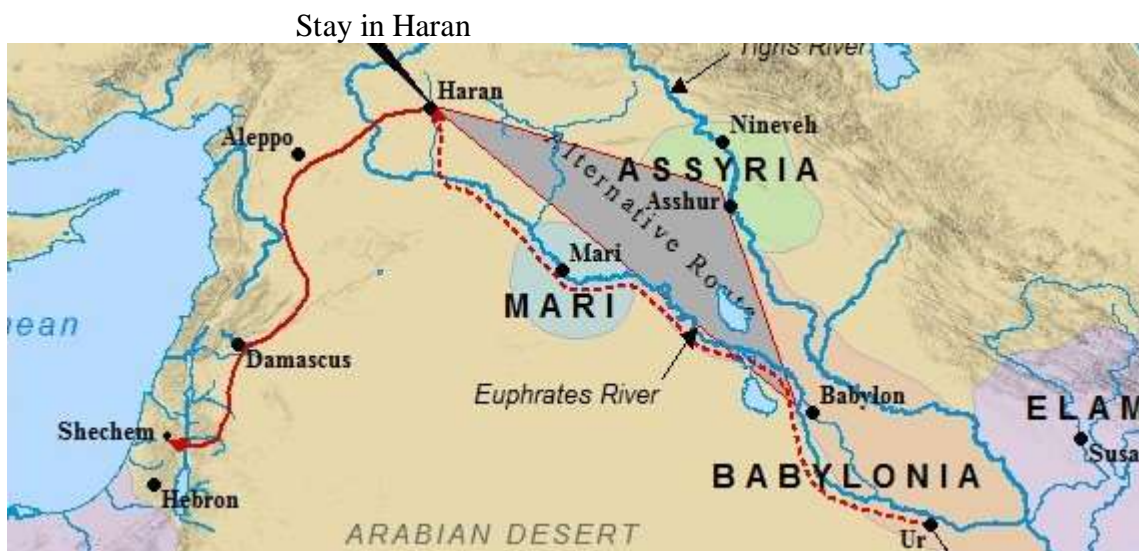 Stay in Haran
Tigris River
Haran
Nineveh
Aleppo
ASSYRIA
Alternative Route
Asshur
Mari
MARI
nean
Damascus
Euphrates River
Babylon
ELAM
Shechem
Susa
BABYLONIA
Hebron
ARABIAN DESERT
Ur